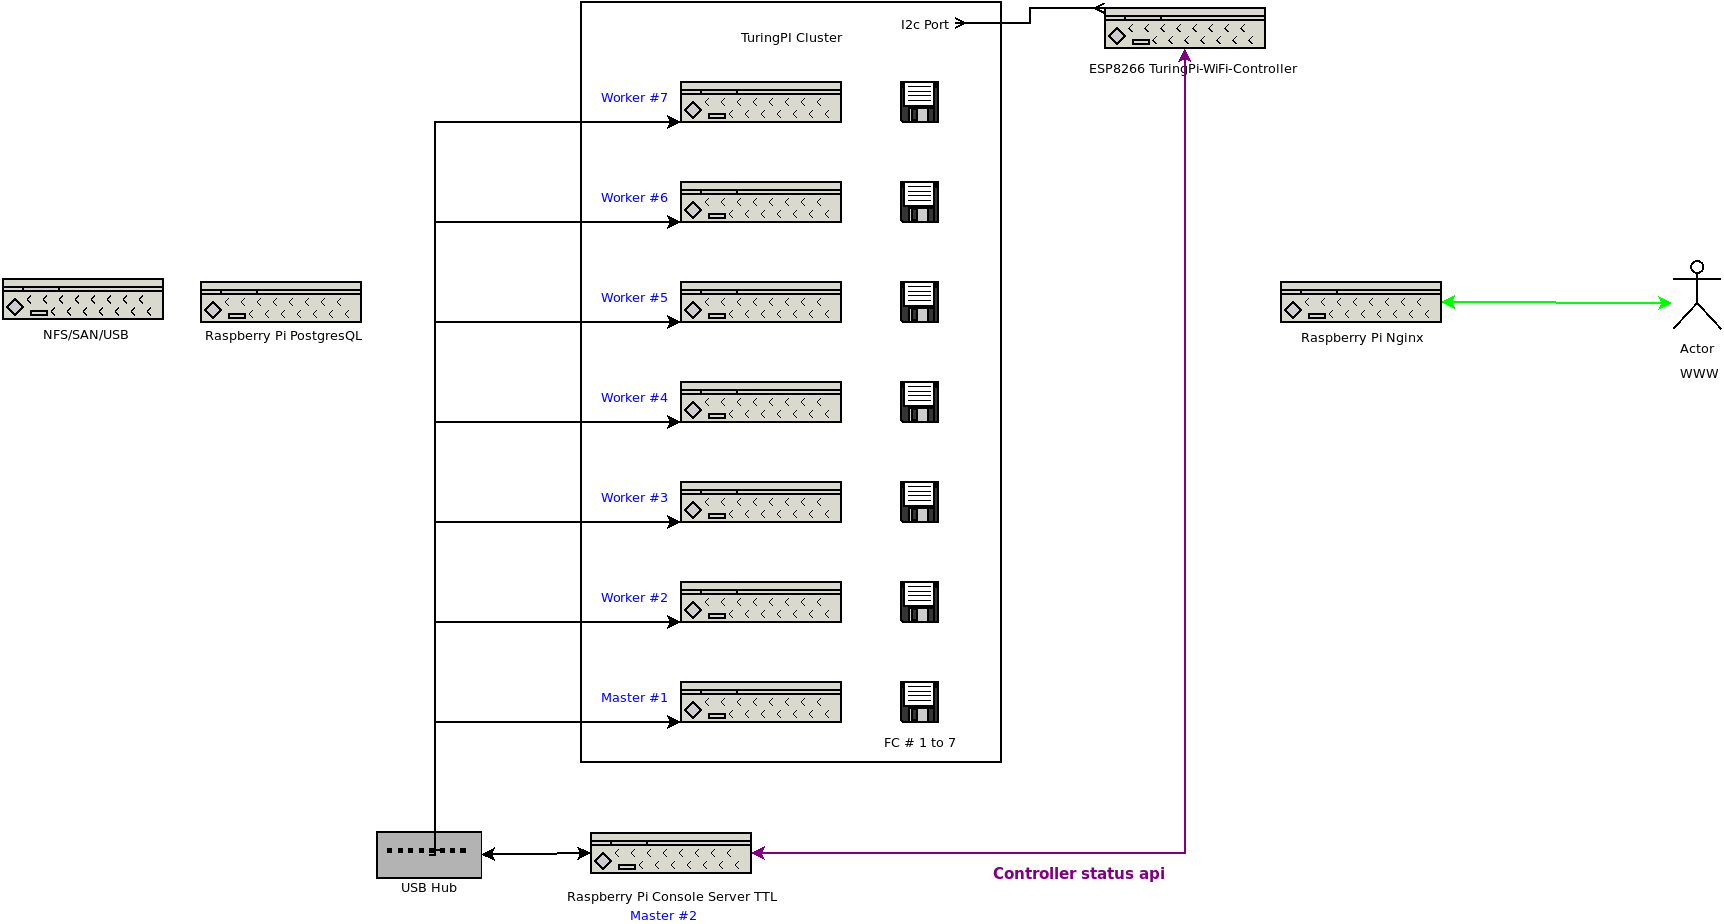 I2c Port
TuringPI Cluster
ESP8266 TuringPi-WiFi-Controller
Worker #7
Worker #6
Worker #5
NFS/SAN/USB
Raspberry Pi PostgresQL
Raspberry Pi Nginx
Actor
WWW
Worker #4
Worker #3
Worker #2
Master #1
FC # 1 to 7
Controller status api
USB Hub
Raspberry Pi Console Server TTL
Master #2